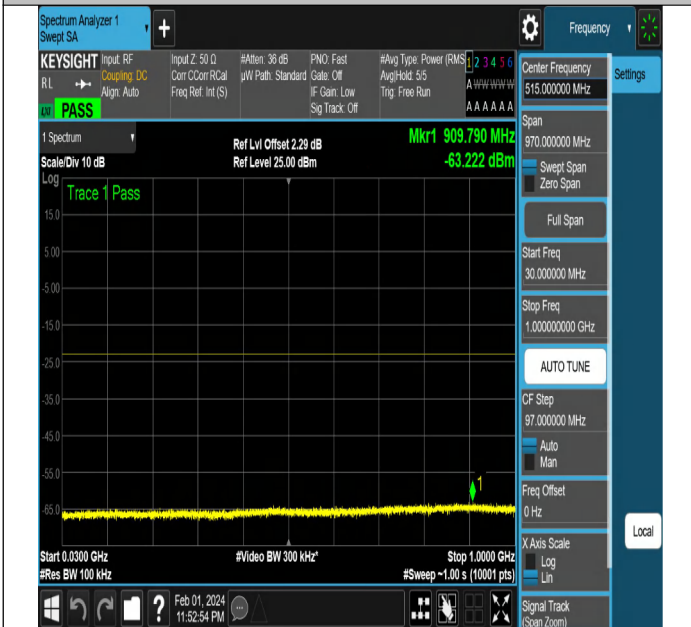 Spectrum Analyzer 1
Swept SA
Frequency
KEYSIGHT
RL
LXI
PASS
Input: RF
Coupling: DC
Align: Auto
Input Z: 50 Ω
Corr CCorr RCal
Freq Ref: Int (S)
#Atten: 36 dB
µW Path: Standard
PNO: Fast
Gate: Off
IF Gain: Low
Sig Track: Off
#Avg Type: Power (RMS
Avg|Hold: 5/5
Trig: Free Run
1 2 3 4 5 6
A W W W W W
A A A A A A
1 Spectrum
Scale/Div 10 dB
Log
Ref Lvl Offset 2.29 dB
Ref Level 25.00 dBm
Mkr1 909.790 MHz
-63.222 dBm
Trace 1 Pass
15.0
5.00
-5.00
-15.0
-25.0
-35.0
-45.0
-55.0
-65.0
1
Start 0.0300 GHz
#Res BW 100 kHz
#Video BW 300 kHz*
Stop 1.0000 GHz
#Sweep ~1.00 s (10001 pts)
Center Frequency
515.000000 MHz
Settings
Span
970.000000 MHz
Swept Span
Zero Span
Full Span
Start Freq
30.000000 MHz
Stop Freq
1.000000000 GHz
AUTO TUNE
CF Step
97.000000 MHz
Auto
Man
Freq Offset
0 Hz
X Axis Scale
Log
Lin
Signal Track
(Span Zoom)
Local
?
Feb 01, 2024
11:52:54 PM